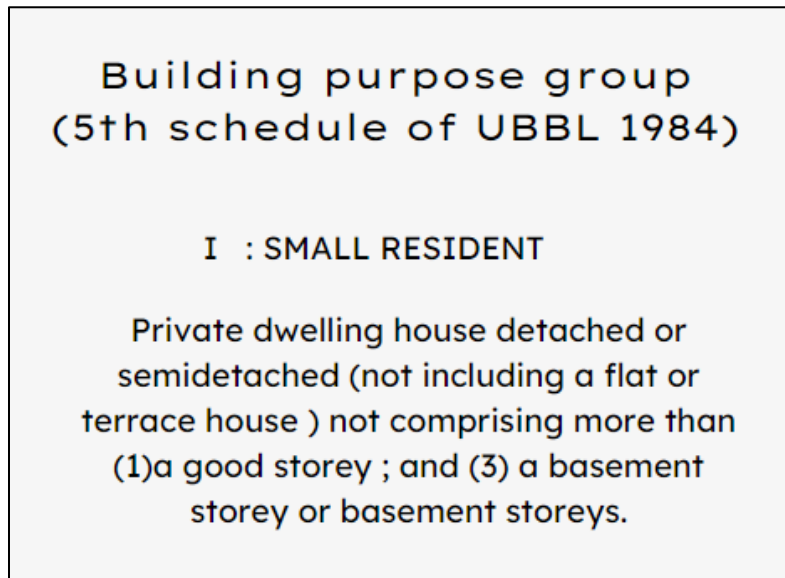 Building purpose group
(5th schedule of UBBL 1984)
I : SMALL RESIDENT
Private dwelling house detached or
semidetached (not including a flat or
terrace house ) not comprising more than
(1)a good storey ; and (3) a basement
storey or basement storeys.